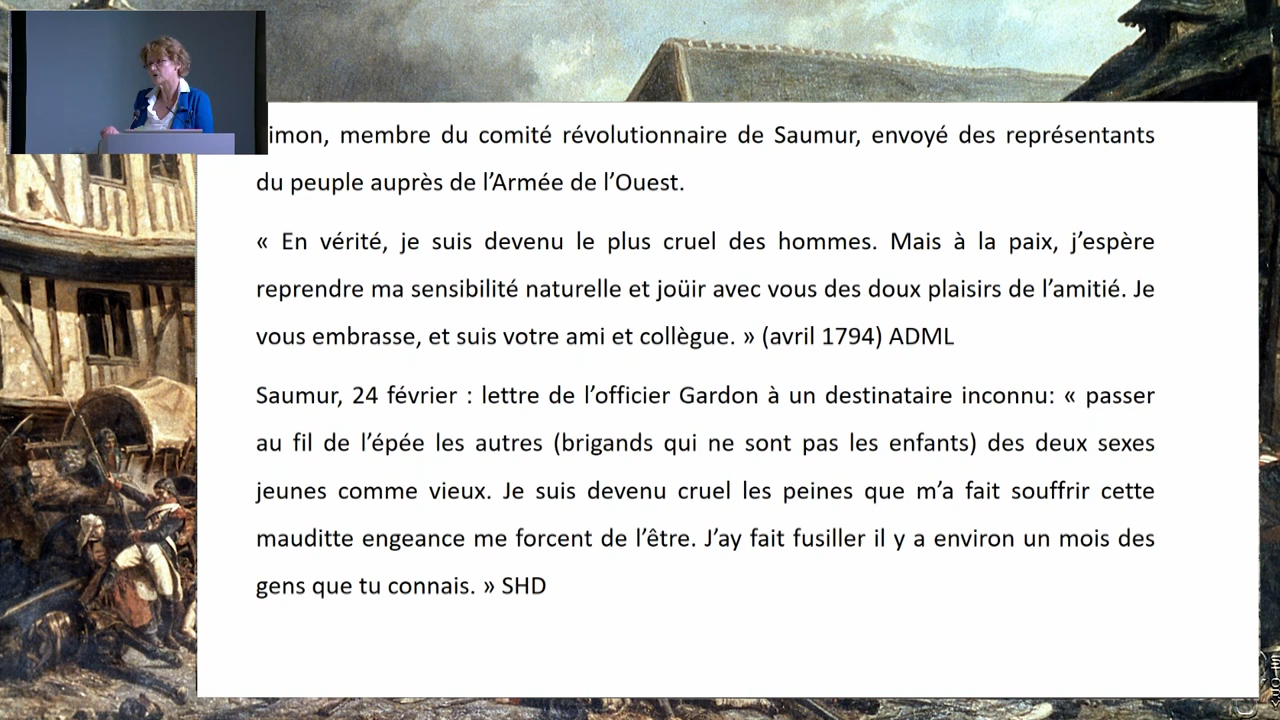 imon, membre du comité révolutionnaire de Saumur, envoyé des représentants
du peuple auprès de l’Armée de l’Ouest.
« En vérité, je suis devenu le plus cruel des hommes. Mais à la paix, j’espère
reprendre ma sensibilité naturelle et joüir avec vous des doux plaisirs de l’amitié. Je
vous embrasse, et suis votre ami et collègue. » (avril 1794) ADML
Saumur, 24 février : lettre de l’officier Gardon à un destinataire inconnu: « passer
au fil de l’épée les autres (brigands qui ne sont pas les enfants) des deux sexes
jeunes comme vieux. Je suis devenu cruel les peines que m’a fait souffrir cette
mauditte engeance me forcent de l’être. J’ay fait fusiller il y a environ un mois des
gens que tu connais. » SHD